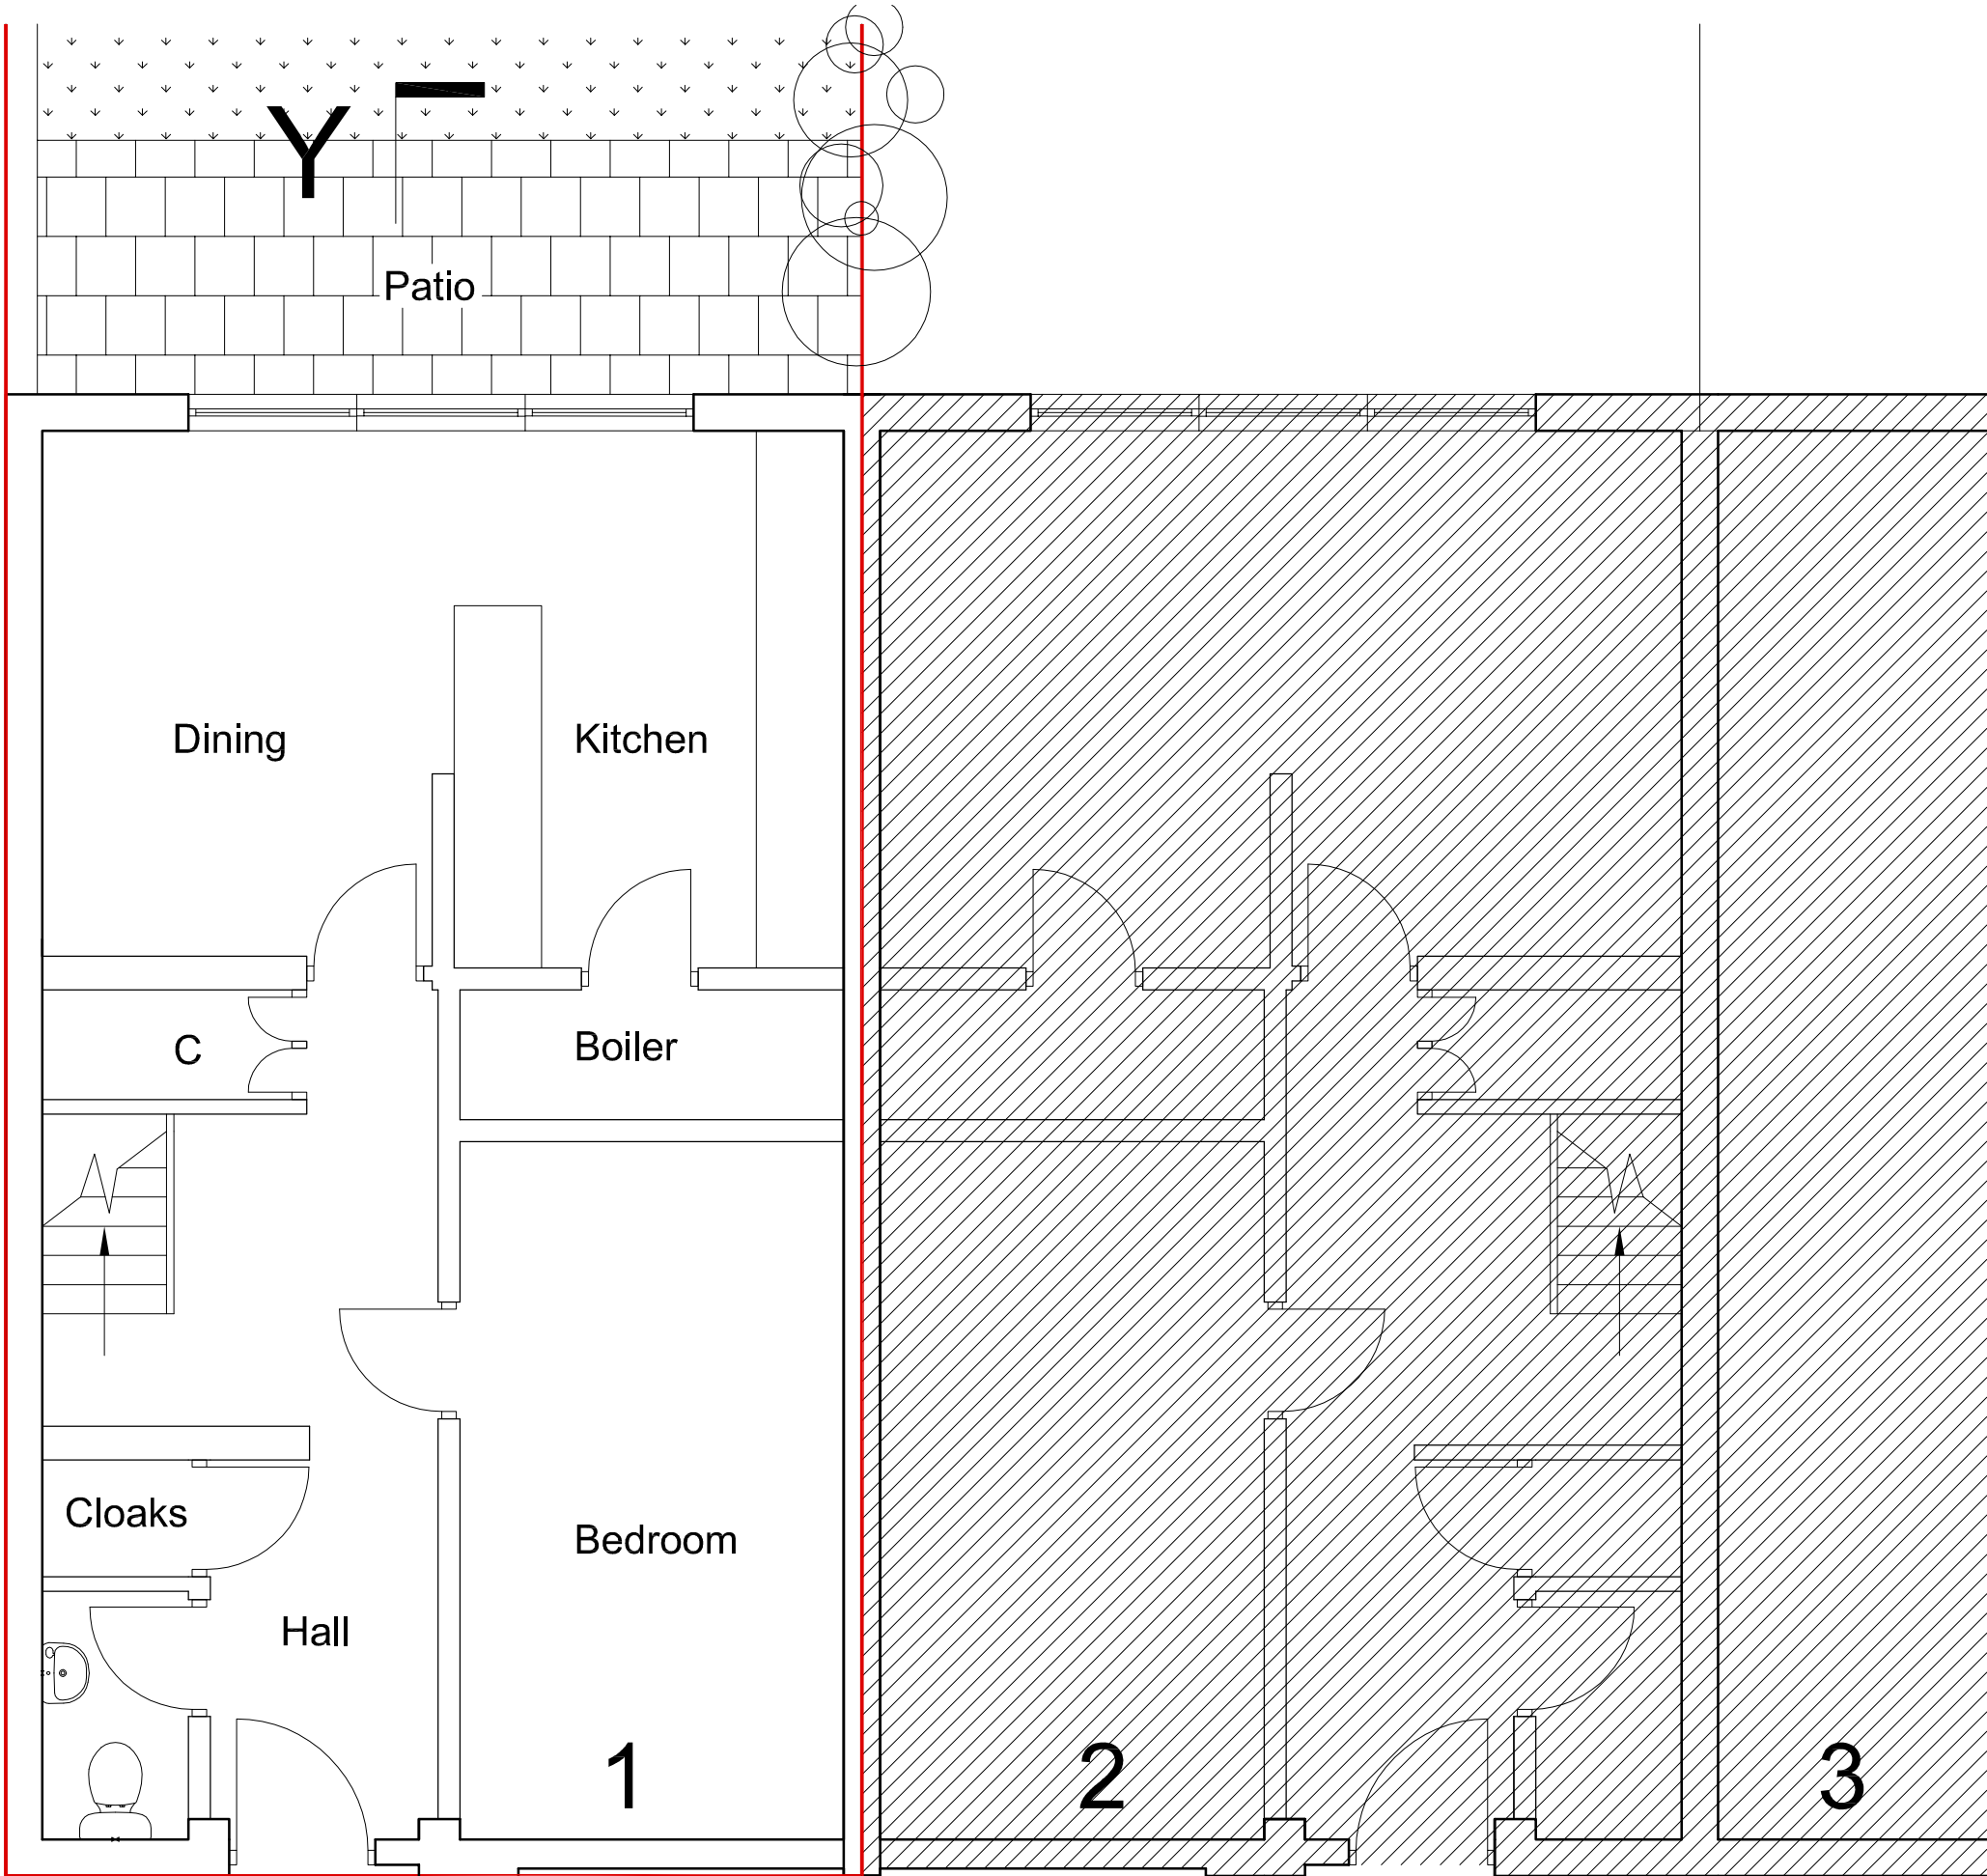 Y
Patio
Dining
Kitchen
C
Boiler
Cloaks
Bedroom
Hall
1
2
3